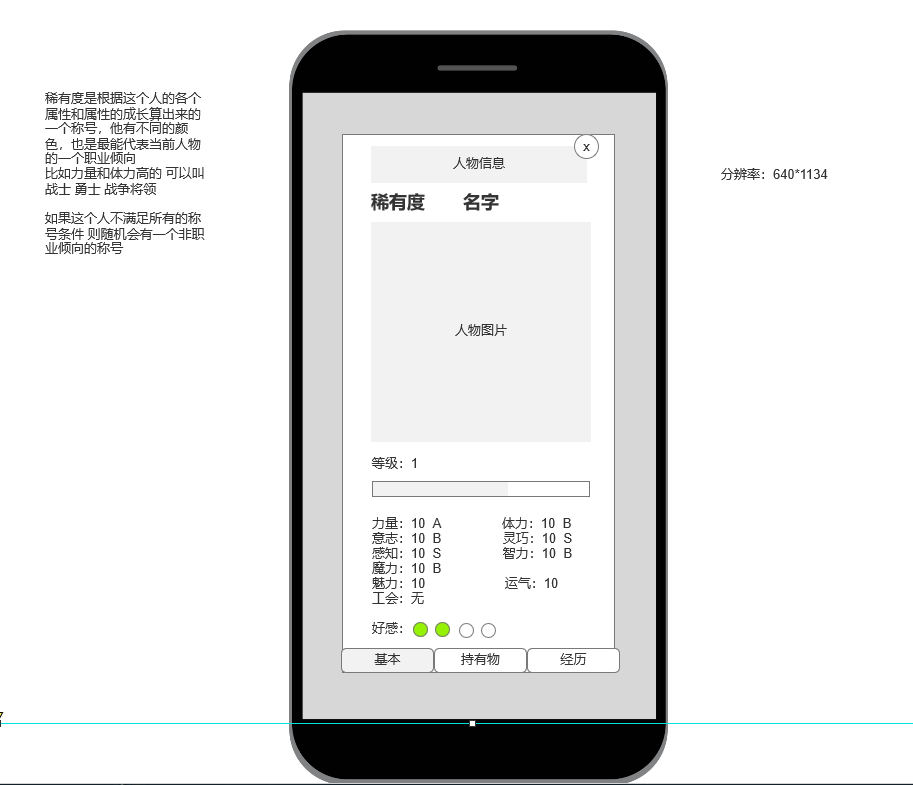 稀有度是根据这个人的各个
属性和属性的成长算出来的
一个称号，他有不同的颜
色，也是最能代表当前人物
的一个职业倾向
比如力量和体力高的 可以叫
战士 勇士 战争将领
如果这个人不满足所有的称
号条件 则随机会有一个非职
业倾向的称号
x
人物信息
稀有度 名字
人物图片
等级：1
力量：10 A 体力：10 B
意志：10 B 灵巧：10 S
感知：10 S 智力：10 B
魔力：10 B
魅力：10 运气：10
工会：无
好感：
基本 持有物 经历
分辨率：640*1134